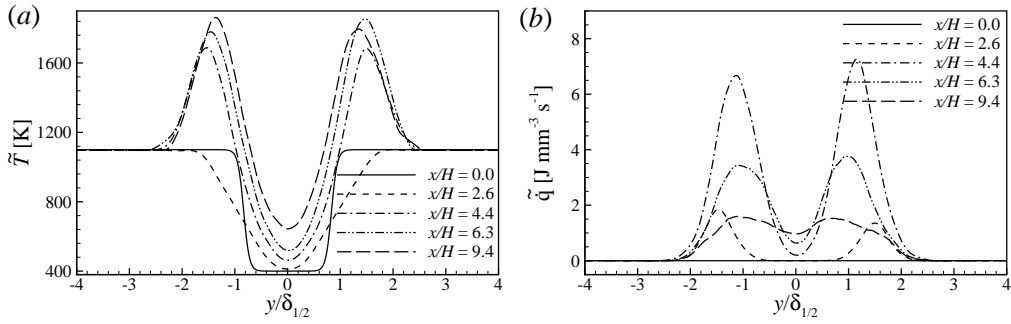 (a)
T̃ [K]
1600
1200
800
400
x/H = 0.0
x/H = 2.6
x/H = 4.4
x/H = 6.3
x/H = 9.4
-4 -3 -2 -1 0 1 2 3 4
y/δ1/2
(b)
q̇̃ [J mm-3 s-1]
8
6
4
2
0
x/H = 0.0
x/H = 2.6
x/H = 4.4
x/H = 6.3
x/H = 9.4
-4 -3 -2 -1 0 1 2 3 4
y/δ1/2